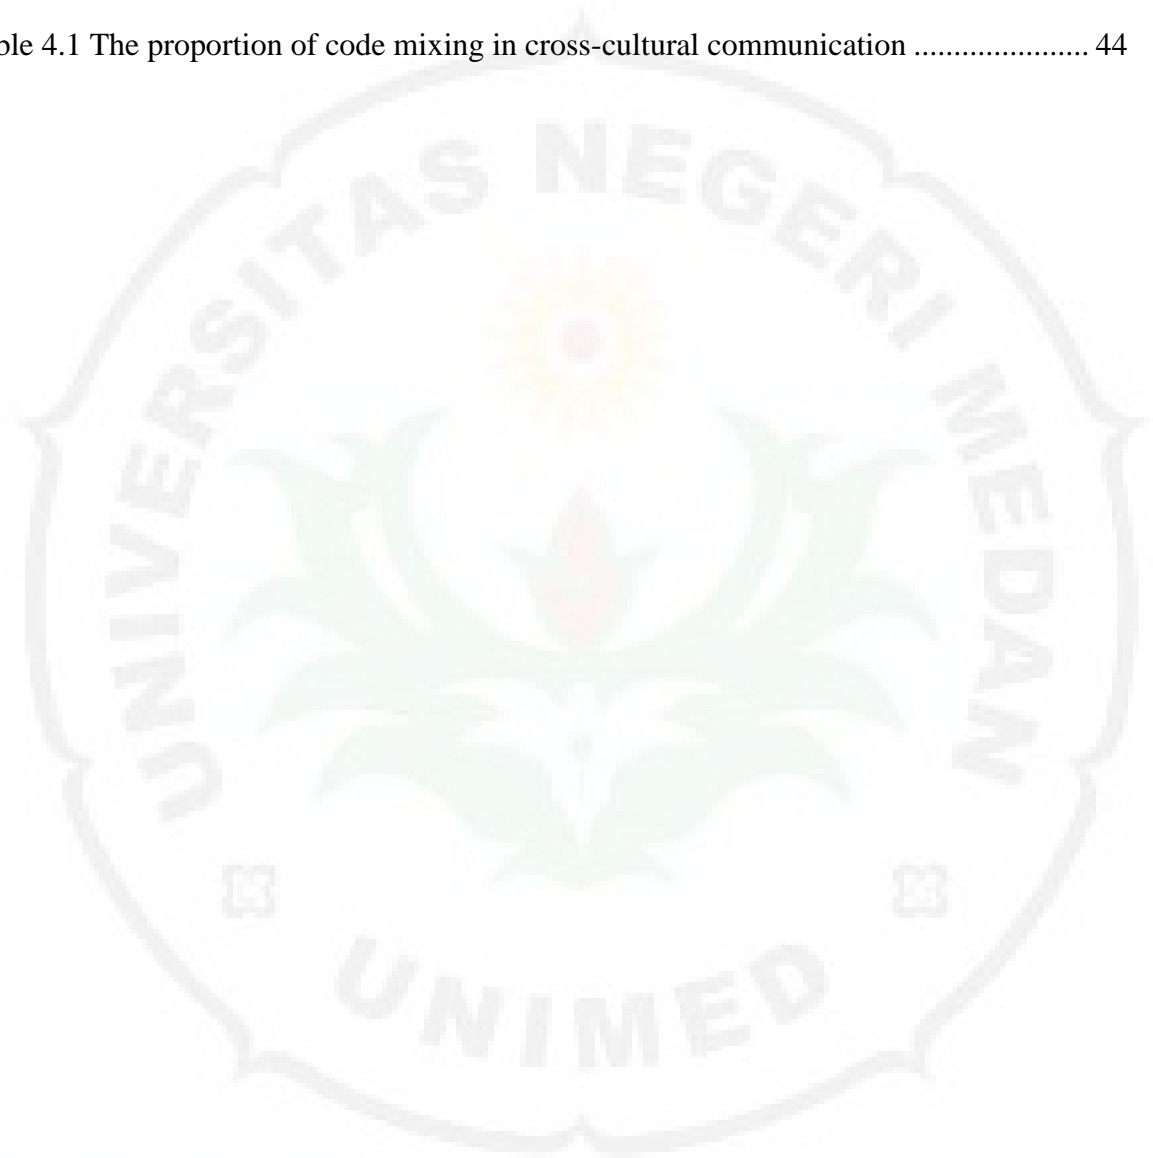 ble 4.1 The proportion of code mixing in cross-cultural communication ...................... 44
UNIVERSITAS NEGERI MEDAN
UNIMED